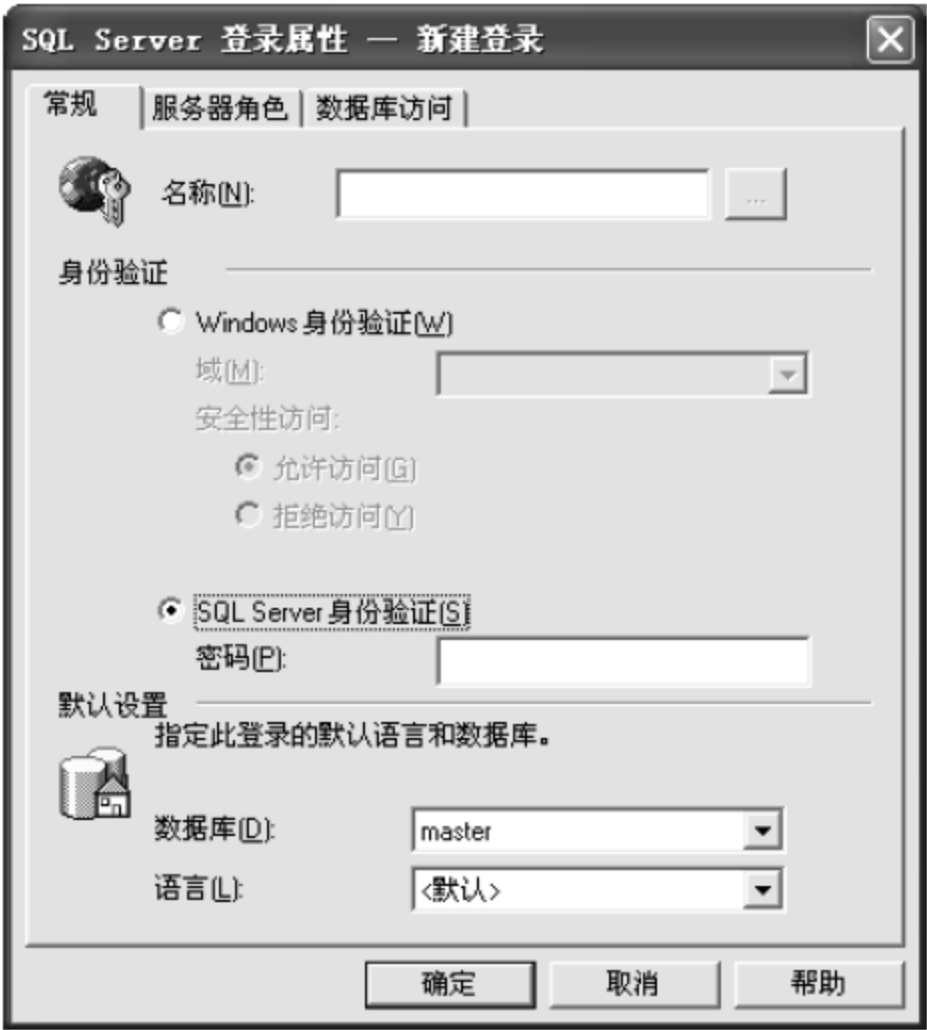 SQL Server 登录属性 — 新建登录
常规 服务器角色 数据库访问
名称(N): ...
身份验证
Windows 身份验证(W)
域(M):
安全性访问:
允许访问(G)
拒绝访问(Y)
SQL Server 身份验证(S)
密码(P):
默认设置
指定此登录的默认语言和数据库。
数据库(D): master
语言(L): <默认>
确定 取消 帮助